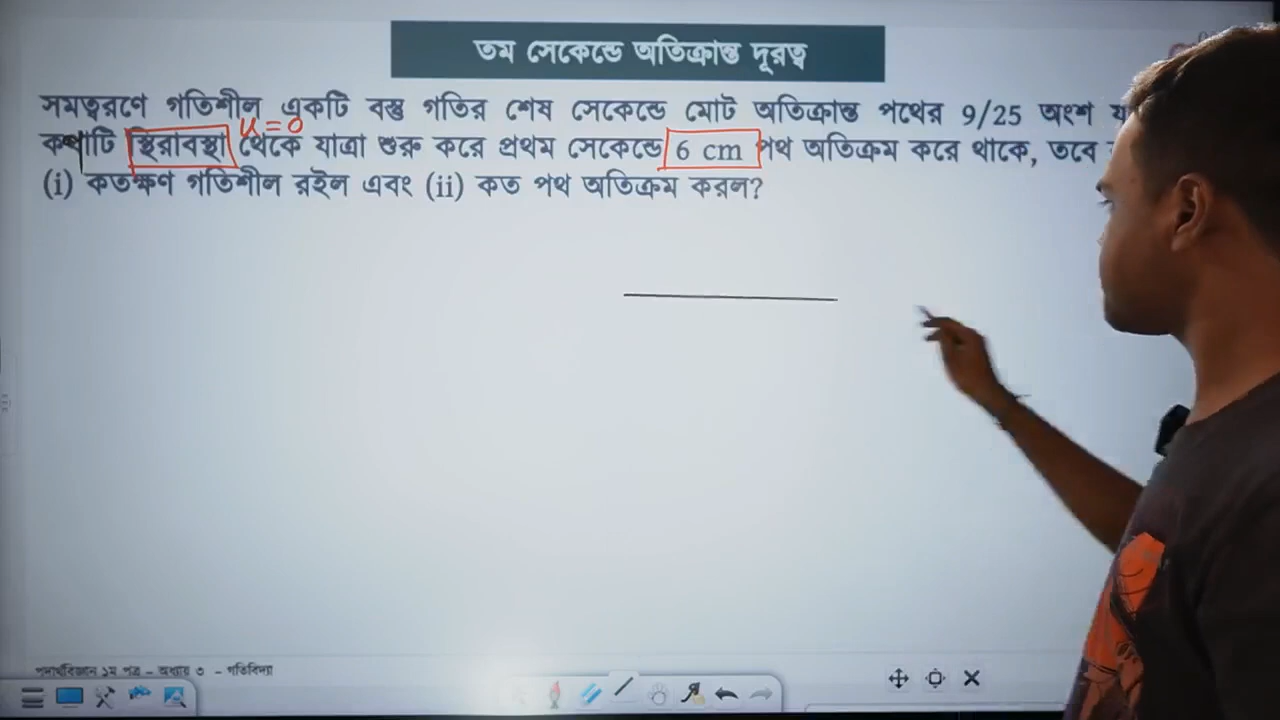 তম সেকেন্ডে অতিক্রান্ত দূরত্ব
সমত্বরণে গতিশীল একটি বস্তু গতির শেষ সেকেন্ডে মোট অতিক্রান্ত পথের 9/25 অংশ
u = 0
কণাটি স্থিরাবস্থা থেকে যাত্রা শুরু করে প্রথম সেকেন্ডে 6 cm পথ অতিক্রম করে থাকে, তবে
(i) কতক্ষণ গতিশীল রইল এবং (ii) কত পথ অতিক্রম করল?
পদার্থবিজ্ঞান ১ম পত্র – অধ্যায় ৩ - গতিবিদ্যা